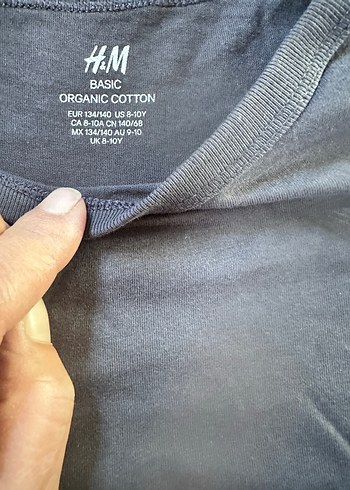 H&M
BASIC
ORGANIC COTTON
EUR 134/140 US 8-10Y
CA 8-10A CN 140/68
MX 134/140 AU 9-10
UK 8-10Y